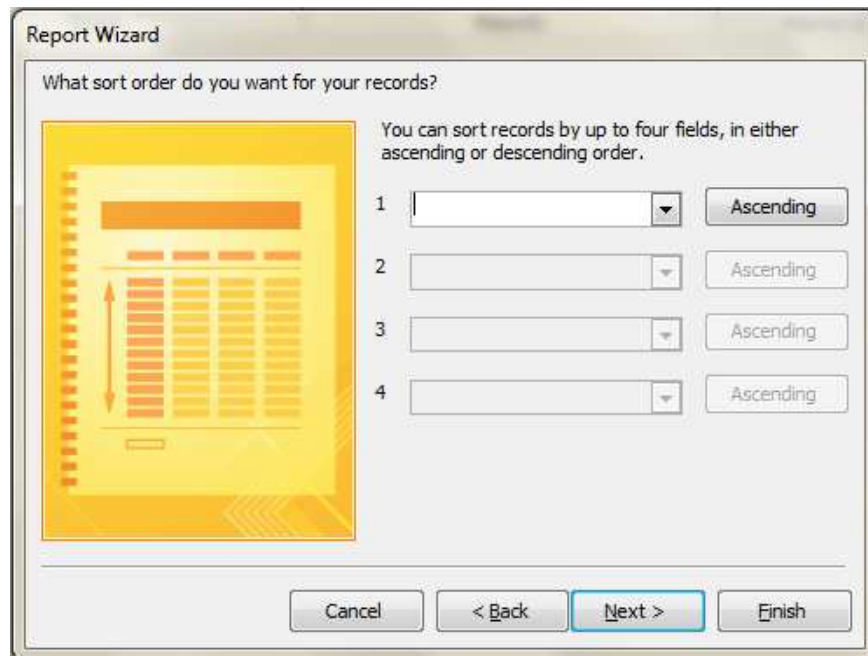 Report Wizard
What sort order do you want for your records?
You can sort records by up to four fields, in either
ascending or descending order.
1 Ascending
2 Ascending
3 Ascending
4 Ascending
Cancel < Back Next > Finish